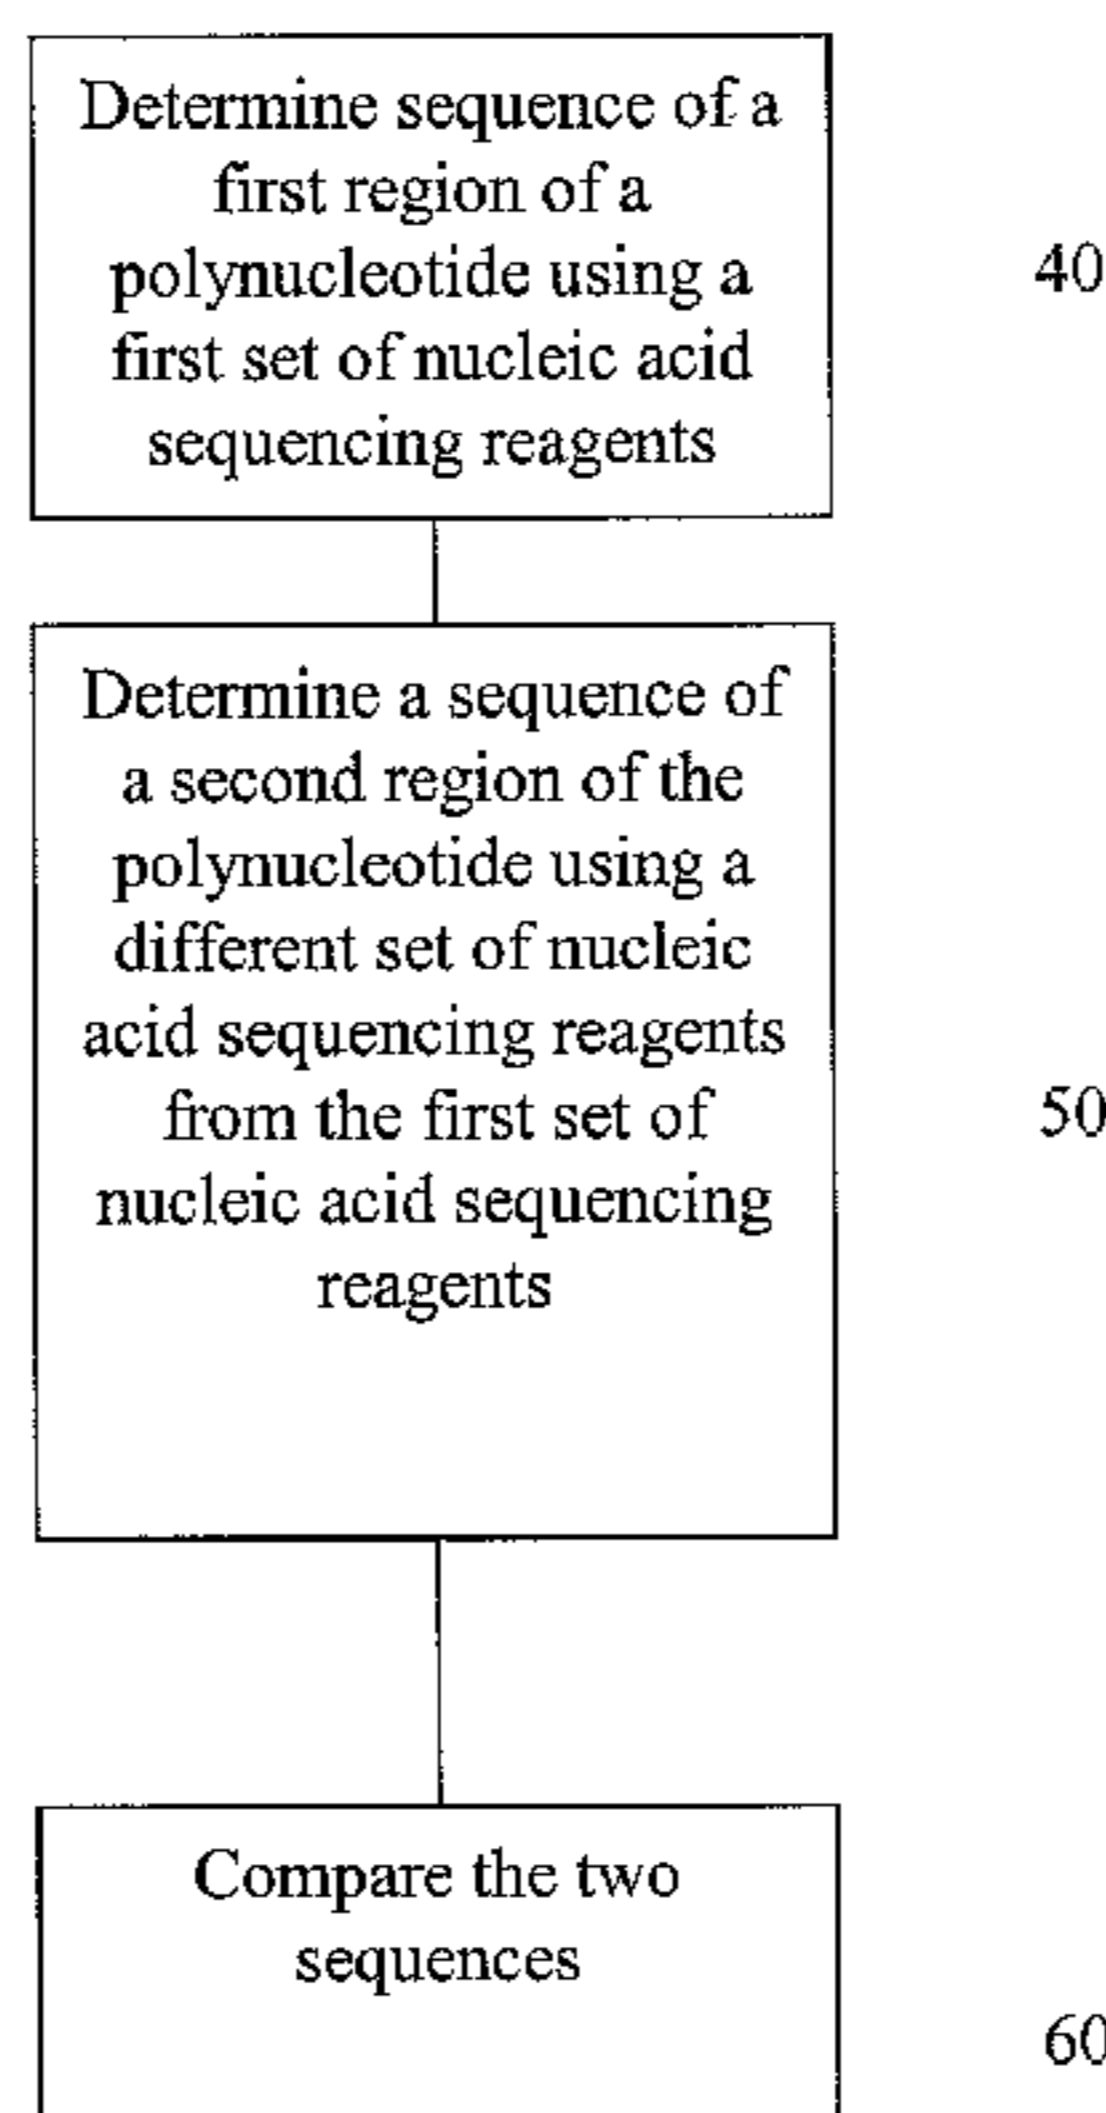 Determine sequence of a
first region of a
polynucleotide using a
first set of nucleic acid
sequencing reagents
40
Determine a sequence of
a second region of the
polynucleotide using a
different set of nucleic
acid sequencing reagents
from the first set of
nucleic acid sequencing
reagents
50
Compare the two
sequences
60